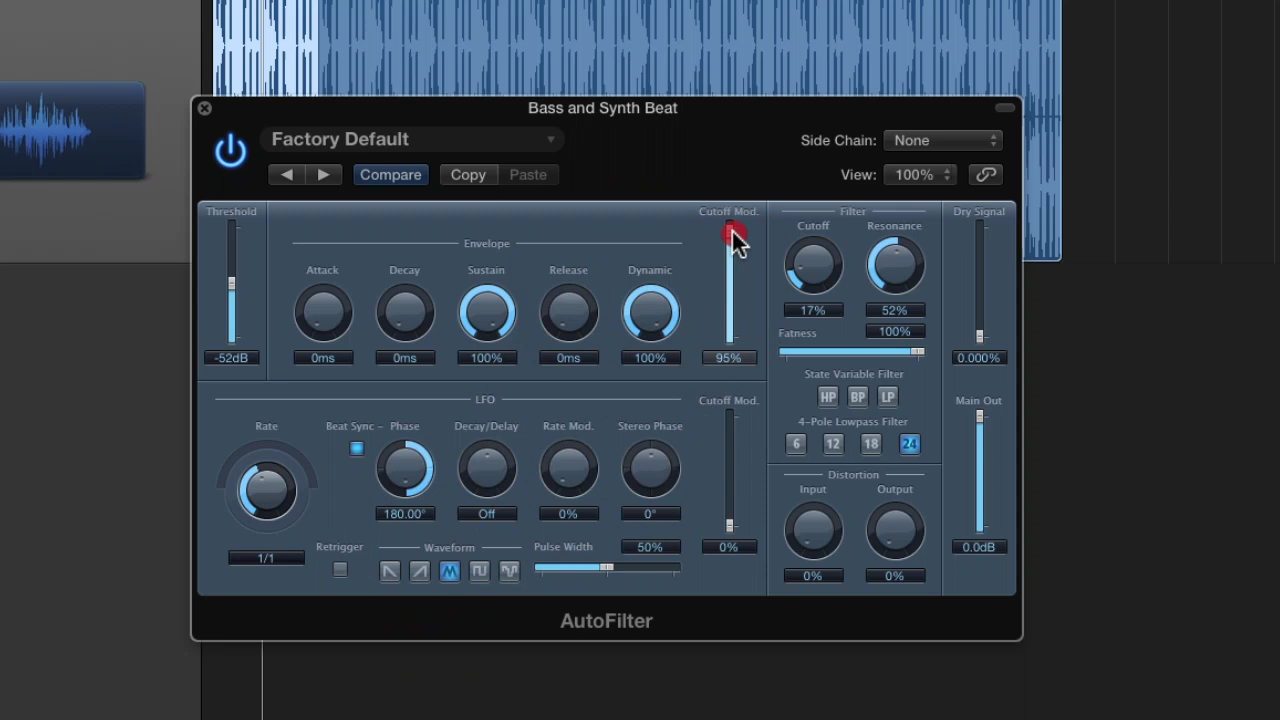 Bass and Synth Beat
Factory Default
Side Chain: None
Compare Copy Paste
View: 100%
Threshold
-52dB
Envelope
Attack Decay Sustain Release Dynamic
0ms 0ms 100% 0ms 100%
Cutoff Mod.
95%
Filter
Cutoff Resonance
17% 52%
Fatness 100%
State Variable Filter
HP BP LP
4-Pole Lowpass Filter
6 12 18 24
Dry Signal
0.000%
LFO
Rate
1/1
Beat Sync – Phase Decay/Delay Rate Mod. Stereo Phase
180.00° Off 0% 0°
Cutoff Mod.
0%
Retrigger Waveform Pulse Width 50%
Distortion
Input Output
0% 0%
Main Out
0.0dB
AutoFilter